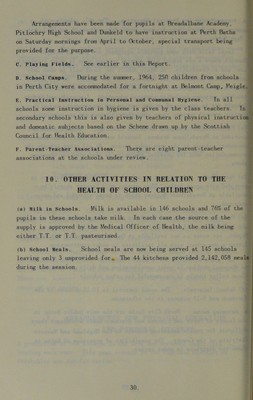 Arrangements have been made for pupils at Breadalbane Academy,
Pitlochry High School and Dunkeld to have instruction at Perth Baths
on Saturday mornings from April to October, special transport being
provided for the purpose.
C. Playing Fields. See earlier in this Report.
D. School Camps. During the summer, 1964, 250 children from schools
in Perth City were accommodated for a fortnight at Belmont Camp, Meigle.
E. Practical Instruction in Personal and Communal Hygiene. In all
schools some instruction in hygiene is given by the class teachers. In
secondary schools this is also given by teachers of physical instruction
and domestic subjects based on the Scheme drawn up by the Scottish
Council for Health Education.
F. Parent-Teacher Associations. There are eight parent-teacher
associations at the schools under review.
10. OTHER ACTIVITIES IN RELATION TO THE
HEALTH OF SCHOOL CHILDREN
(a) Milk in Schools. Milk is available in 146 schools and 76% of the
pupils in these schools take milk. In each case the source of the
supply is approved by the Medical Officer of Health, the milk being
either T.T. or T.T. pasteurised.
(b) School Meals. School meals are now being served at 145 schools
leaving only 3 unprovided for. The 44 kitchens provided 2,142,058 meals
during the session.
50.